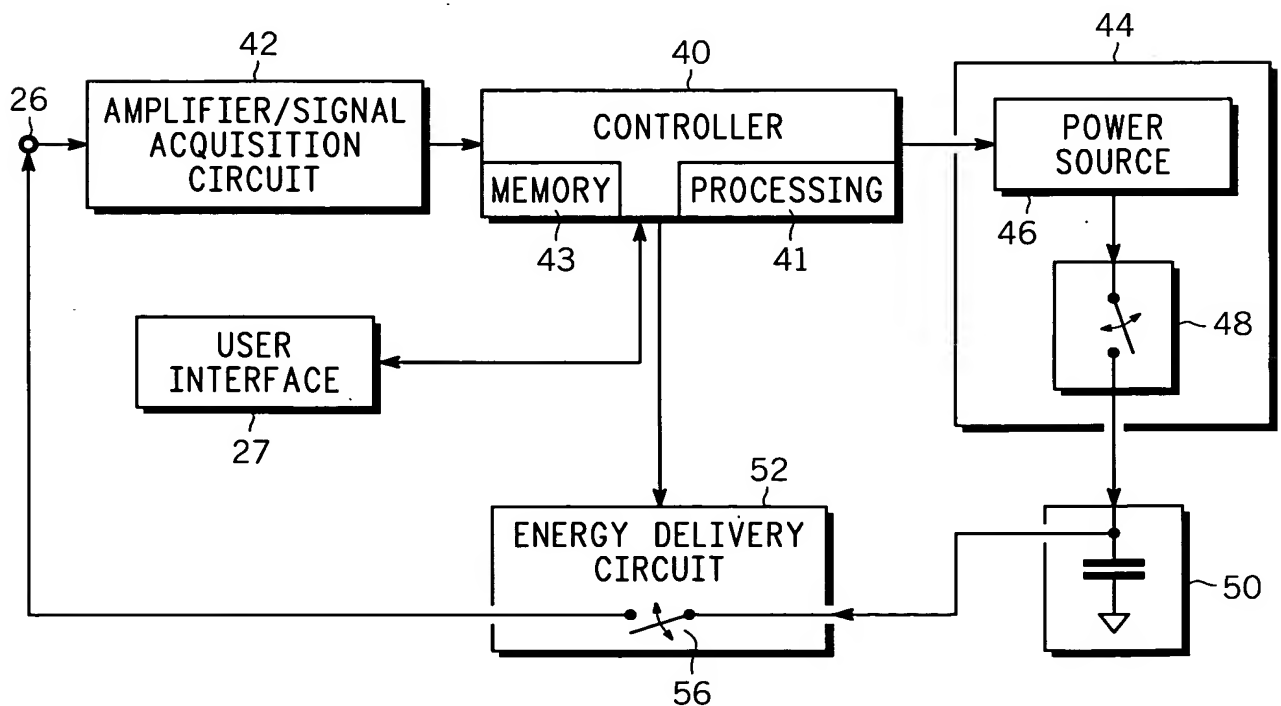 44
42
40
26
AMPLIFIER/SIGNAL
ACQUISITION
CIRCUIT
CONTROLLER
MEMORY
PROCESSING
POWER
SOURCE
46
43
41
48
USER
INTERFACE
27
52
ENERGY DELIVERY
CIRCUIT
50
56